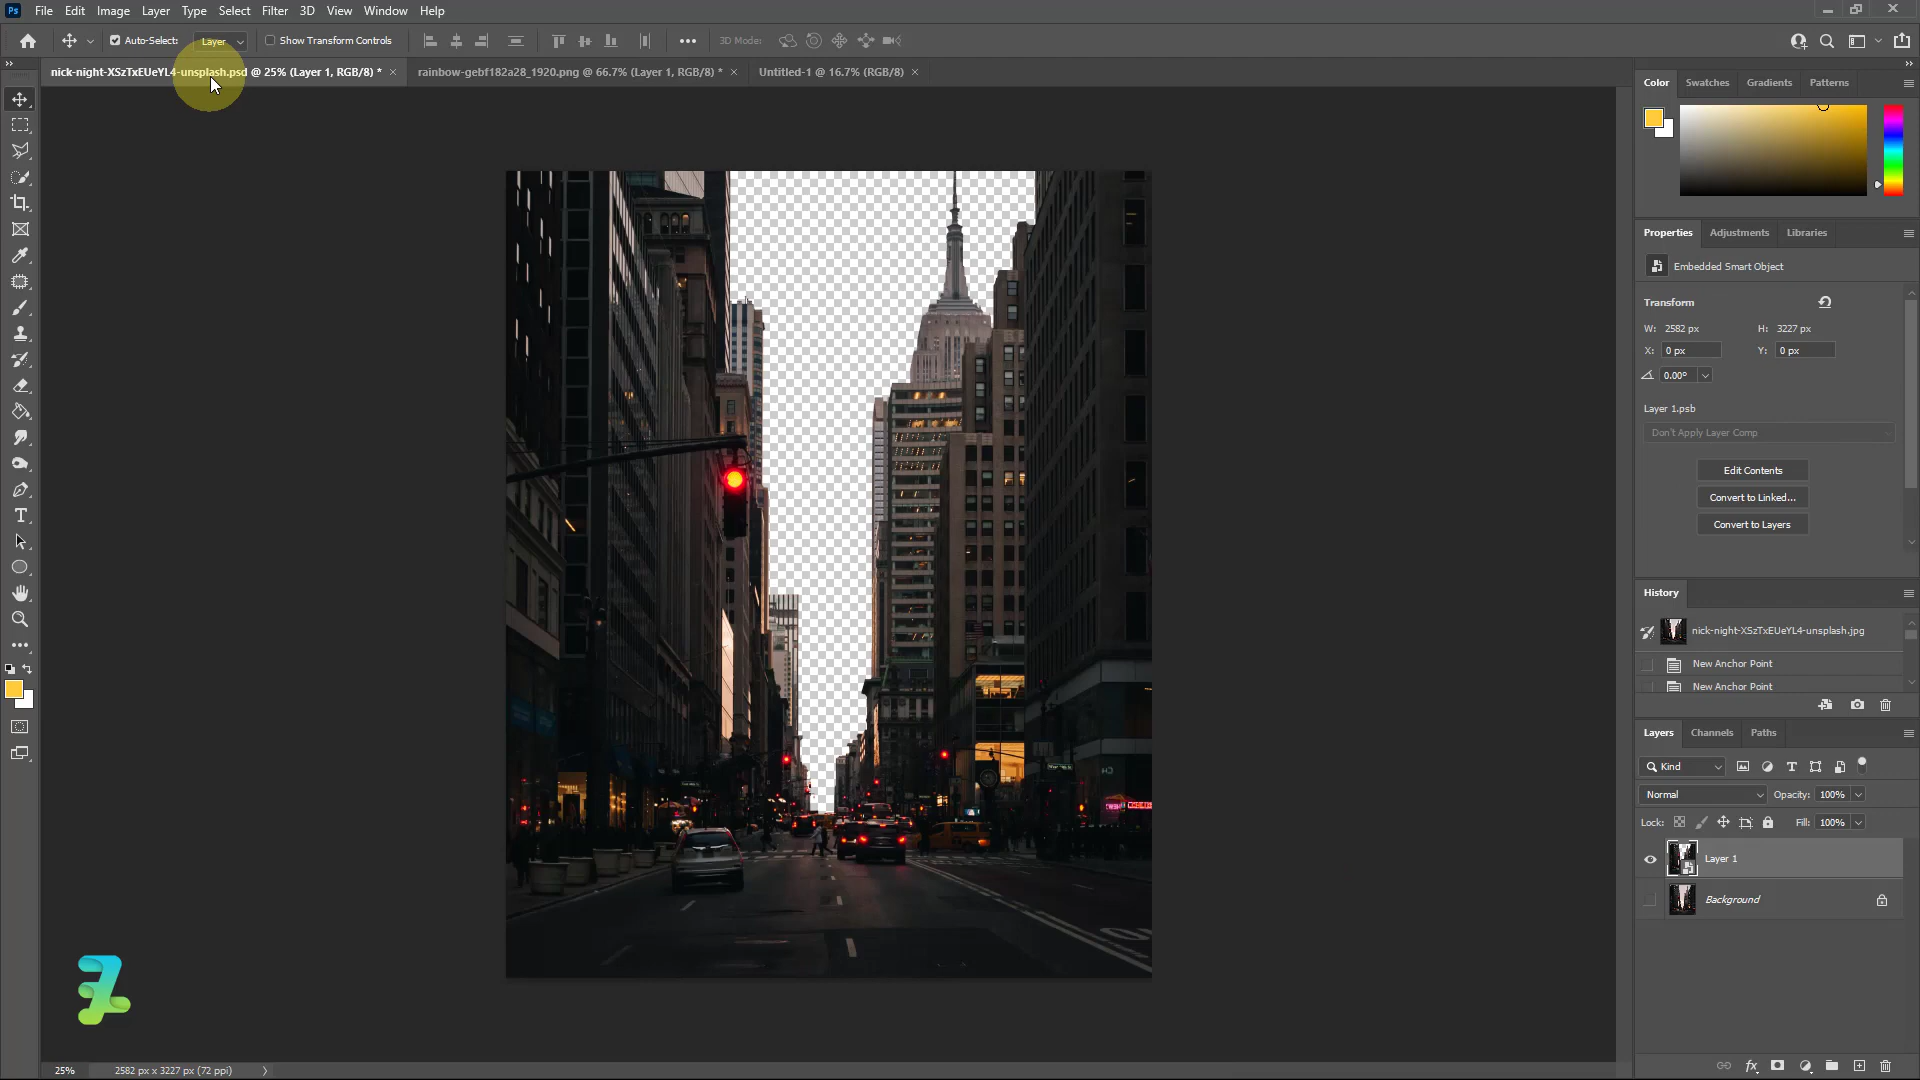 Ps File Edit Image Layer Type Select Filter 3D View Window Help
Auto-Select: Layer Show Transform Controls 3D Mode:
nick-night-XSzTxEUeYL4-unsplash.psd @ 25% (Layer 1, RGB/8) * rainbow-gebf182a28_1920.png @ 66.7% (Layer 1, RGB/8) * Untitled-1 @ 16.7% (RGB/8)
Color Swatches Gradients Patterns
Properties Adjustments Libraries
Embedded Smart Object
Transform
W: 2582 px H: 3227 px
X: 0 px Y: 0 px
0.00°
Layer 1.psb
Don't Apply Layer Comp
Edit Contents
Convert to Linked...
Convert to Layers
History
nick-night-XSzTxEUeYL4-unsplash.jpg
New Anchor Point
New Anchor Point
Layers Channels Paths
Kind
Normal Opacity: 100%
Lock: Fill: 100%
Layer 1
Background
25% 2582 px x 3227 px (72 ppi)